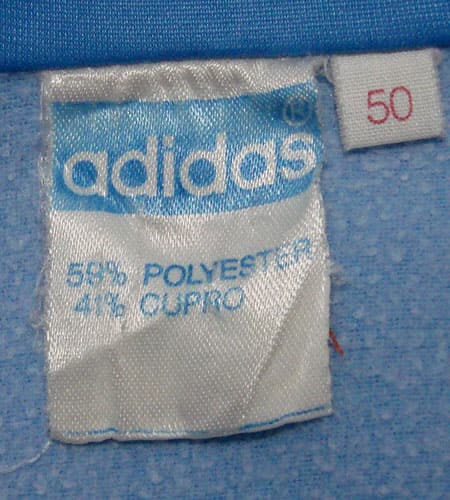 adidas®
50
59% POLYESTER
41% CUPRO